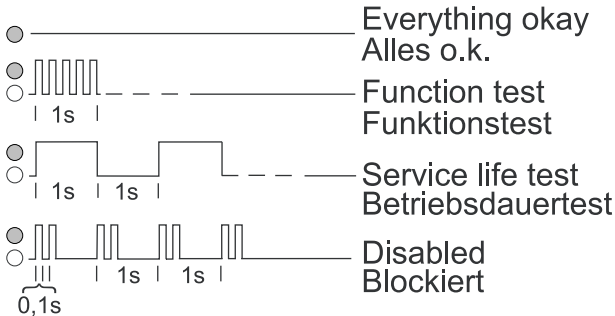 Everything okay
Alles o.k.
Function test
1s
Funktionstest
Service life test
1s 1s
Betriebsdauertest
Disabled
1s 1s
Blockiert
0,1s